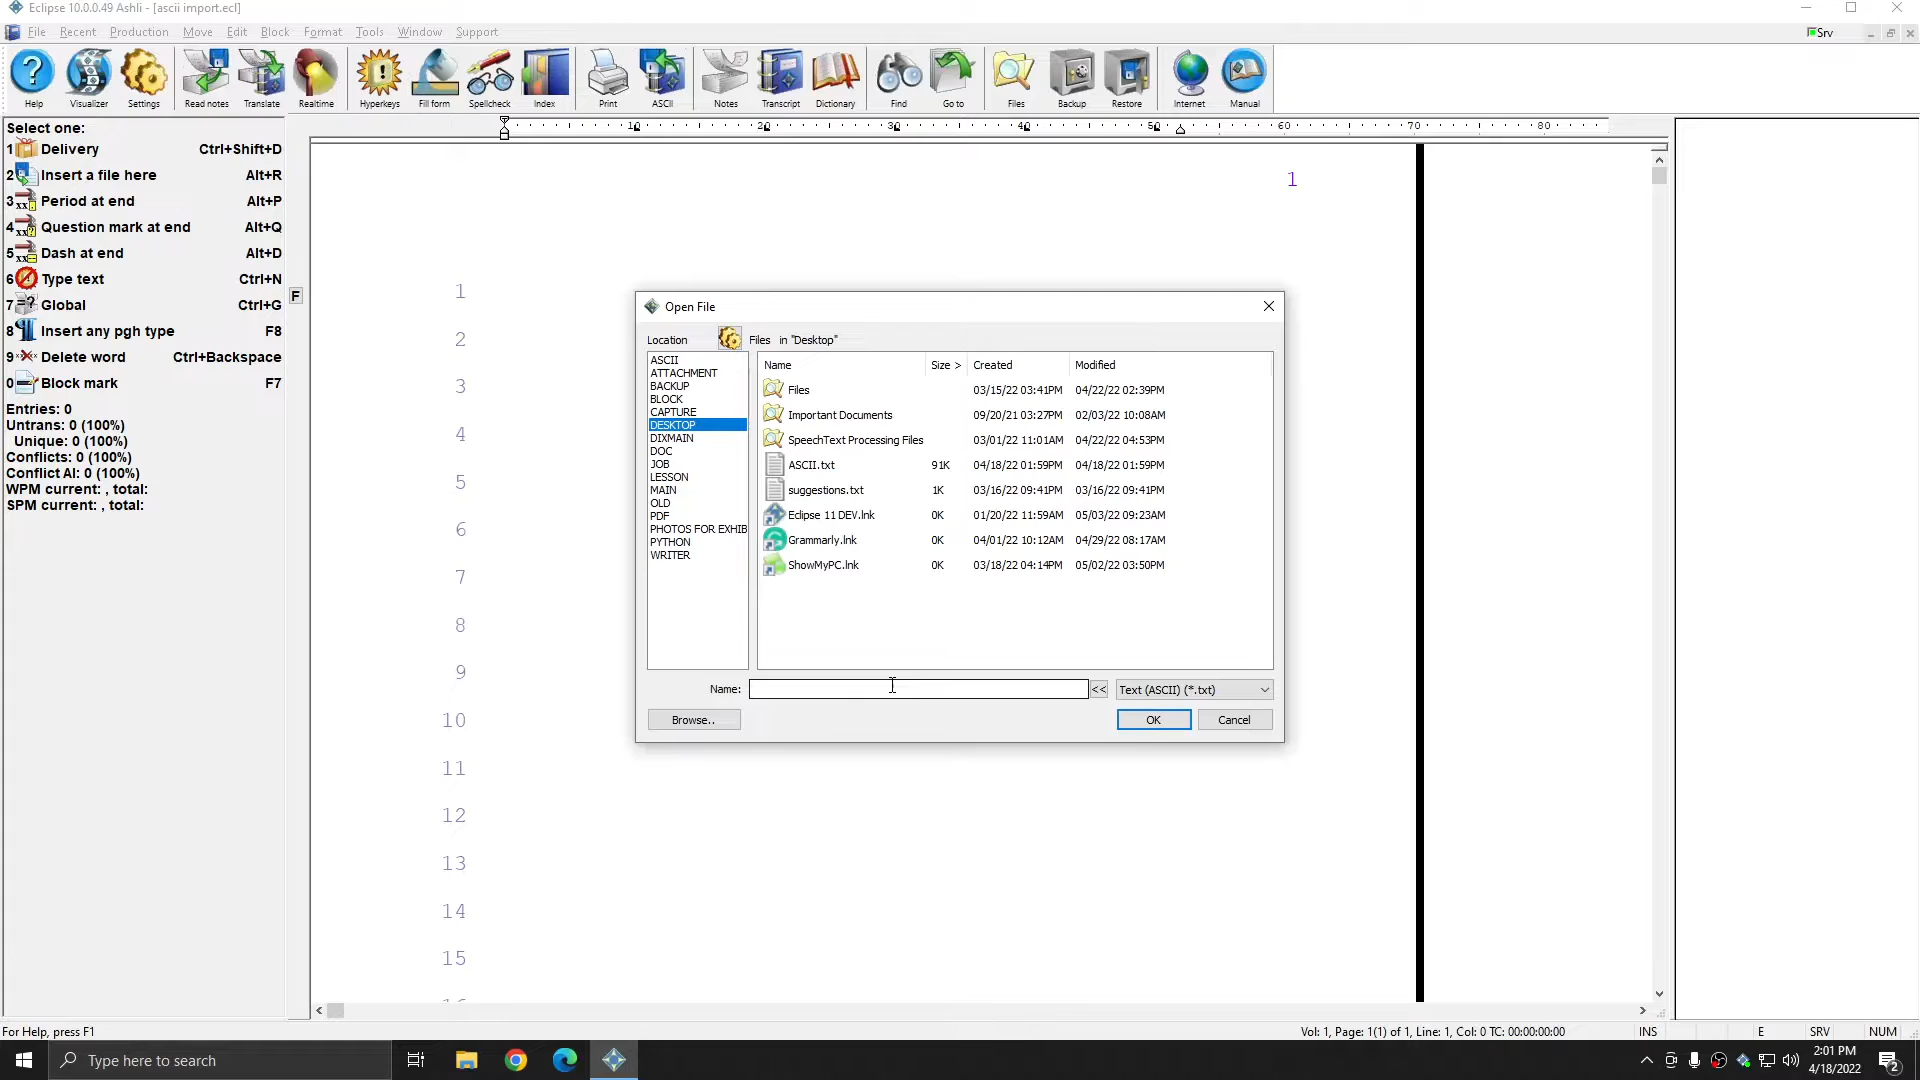 Eclipse 10.0.0.49 Ashli - [ascii import.ecl]
File Recent Production Move Edit Block Format Tools Window Support
Srv
Help Visualizer Settings Read notes Translate Realtime Hyperkeys Fill form Spellcheck Index Print ASCII Notes Transcript Dictionary Find Go to Files Backup Restore Internet Manual
Select one:
1 Delivery Ctrl+Shift+D
2 Insert a file here Alt+R
3 Period at end Alt+P
4 Question mark at end Alt+Q
5 Dash at end Alt+D
6 Type text Ctrl+N
7 Global Ctrl+G
8 Insert any pgh type F8
9 Delete word Ctrl+Backspace
0 Block mark F7
Entries: 0
Untrans: 0 (100%)
Unique: 0 (100%)
Conflicts: 0 (100%)
Conflict AI: 0 (100%)
WPM current: , total:
SPM current: , total:
F
10 20 30 40 50 60 70 80
1
1
2
3
4
5
6
7
8
9
10
11
12
13
14
15
Open File
Location
Files in "Desktop"
ASCII
ATTACHMENT
BACKUP
BLOCK
CAPTURE
DESKTOP
DIXMAIN
DOC
JOB
LESSON
MAIN
OLD
PDF
PHOTOS FOR EXHIB
PYTHON
WRITER
Name Size > Created Modified
Files 03/15/22 03:41PM 04/22/22 02:39PM
Important Documents 09/20/21 03:27PM 02/03/22 10:08AM
SpeechText Processing Files 03/01/22 11:01AM 04/22/22 04:53PM
ASCII.txt 91K 04/18/22 01:59PM 04/18/22 01:59PM
suggestions.txt 1K 03/16/22 09:41PM 03/16/22 09:41PM
Eclipse 11 DEV.lnk 0K 01/20/22 11:59AM 05/03/22 09:23AM
Grammarly.lnk 0K 04/01/22 10:12AM 04/29/22 08:17AM
ShowMyPC.lnk 0K 03/18/22 04:14PM 05/02/22 03:50PM
Name: << Text (ASCII) (*.txt)
Browse.. OK Cancel
For Help, press F1
Vol: 1, Page: 1(1) of 1, Line: 1, Col: 0 TC: 00:00:00:00 INS E SRV NUM
Type here to search
2:01 PM
4/18/2022
2